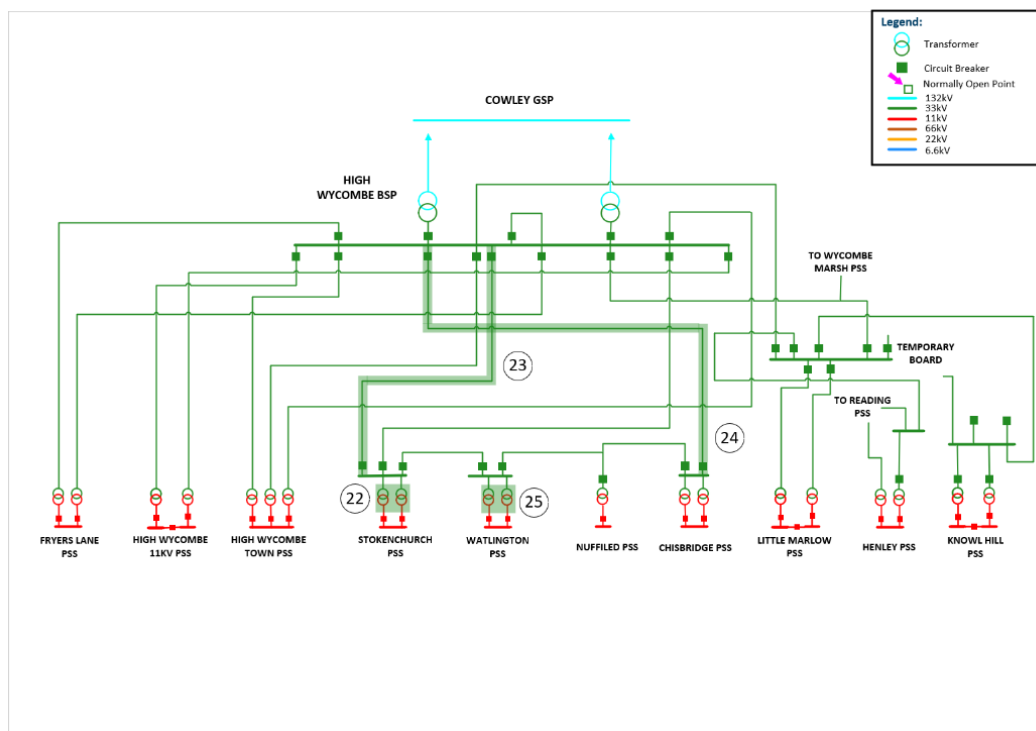 Legend:
Transformer
Circuit Breaker
Normally Open Point
132kV
33kV
11kV
66kV
22kV
6.6kV
COWLEY GSP
HIGH
WYCOMBE BSP
TO WYCOMBE
MARSH PSS
TEMPORARY
BOARD
TO READING
PSS
23
24
22
25
FRYERS LANE
PSS
HIGH WYCOMBE
11KV PSS
HIGH WYCOMBE
TOWN PSS
STOKENCHURCH
PSS
WATLINGTON
PSS
NUFFILED PSS
CHISBRIDGE PSS
LITTLE MARLOW
PSS
HENLEY PSS
KNOWL HILL
PSS